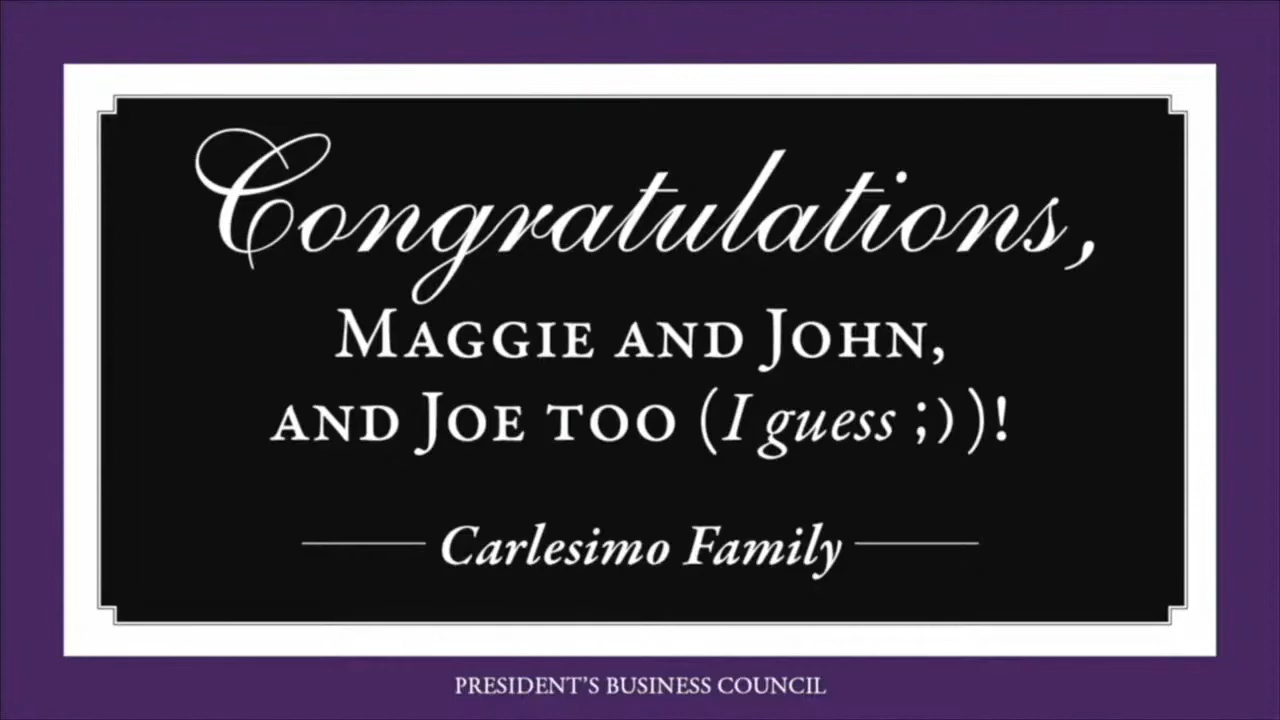 Congratulations,
Maggie and John,
and Joe too (I guess ;) )!
Carlesimo Family
PRESIDENT'S BUSINESS COUNCIL